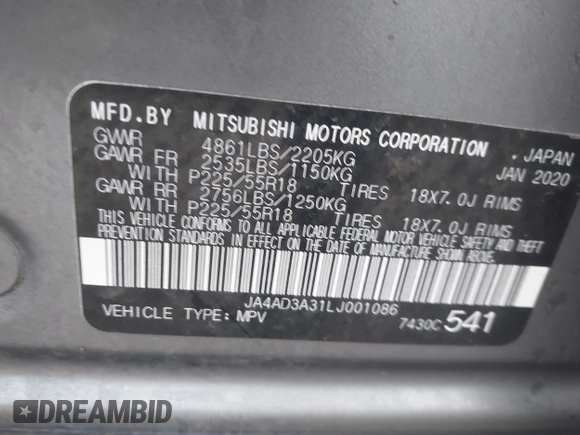 MFD.BY MITSUBISHI MOTORS CORPORATION . JAPAN
GWR 4861LBS/2205KG JAN 2020
GAWR FR 2535LBS/1150KG
WITH P225/55R18 TIRES 18X7.0J RIMS
GAWR RR 2756LBS/1250KG
WITH P225/55R18 TIRES 18X7.0J RIMS
THIS VEHICLE CONFORMS TO ALL APPLICABLE FEDERAL MOTOR VEHICLE SAFETY AND THEFT
PREVENTION STANDARDS IN EFFECT ON THE DATE OF MANUFACTURE SHOWN ABOVE.
JA4AD3A31LJ001086
VEHICLE TYPE: MPV 7430C 541
DREAMBID